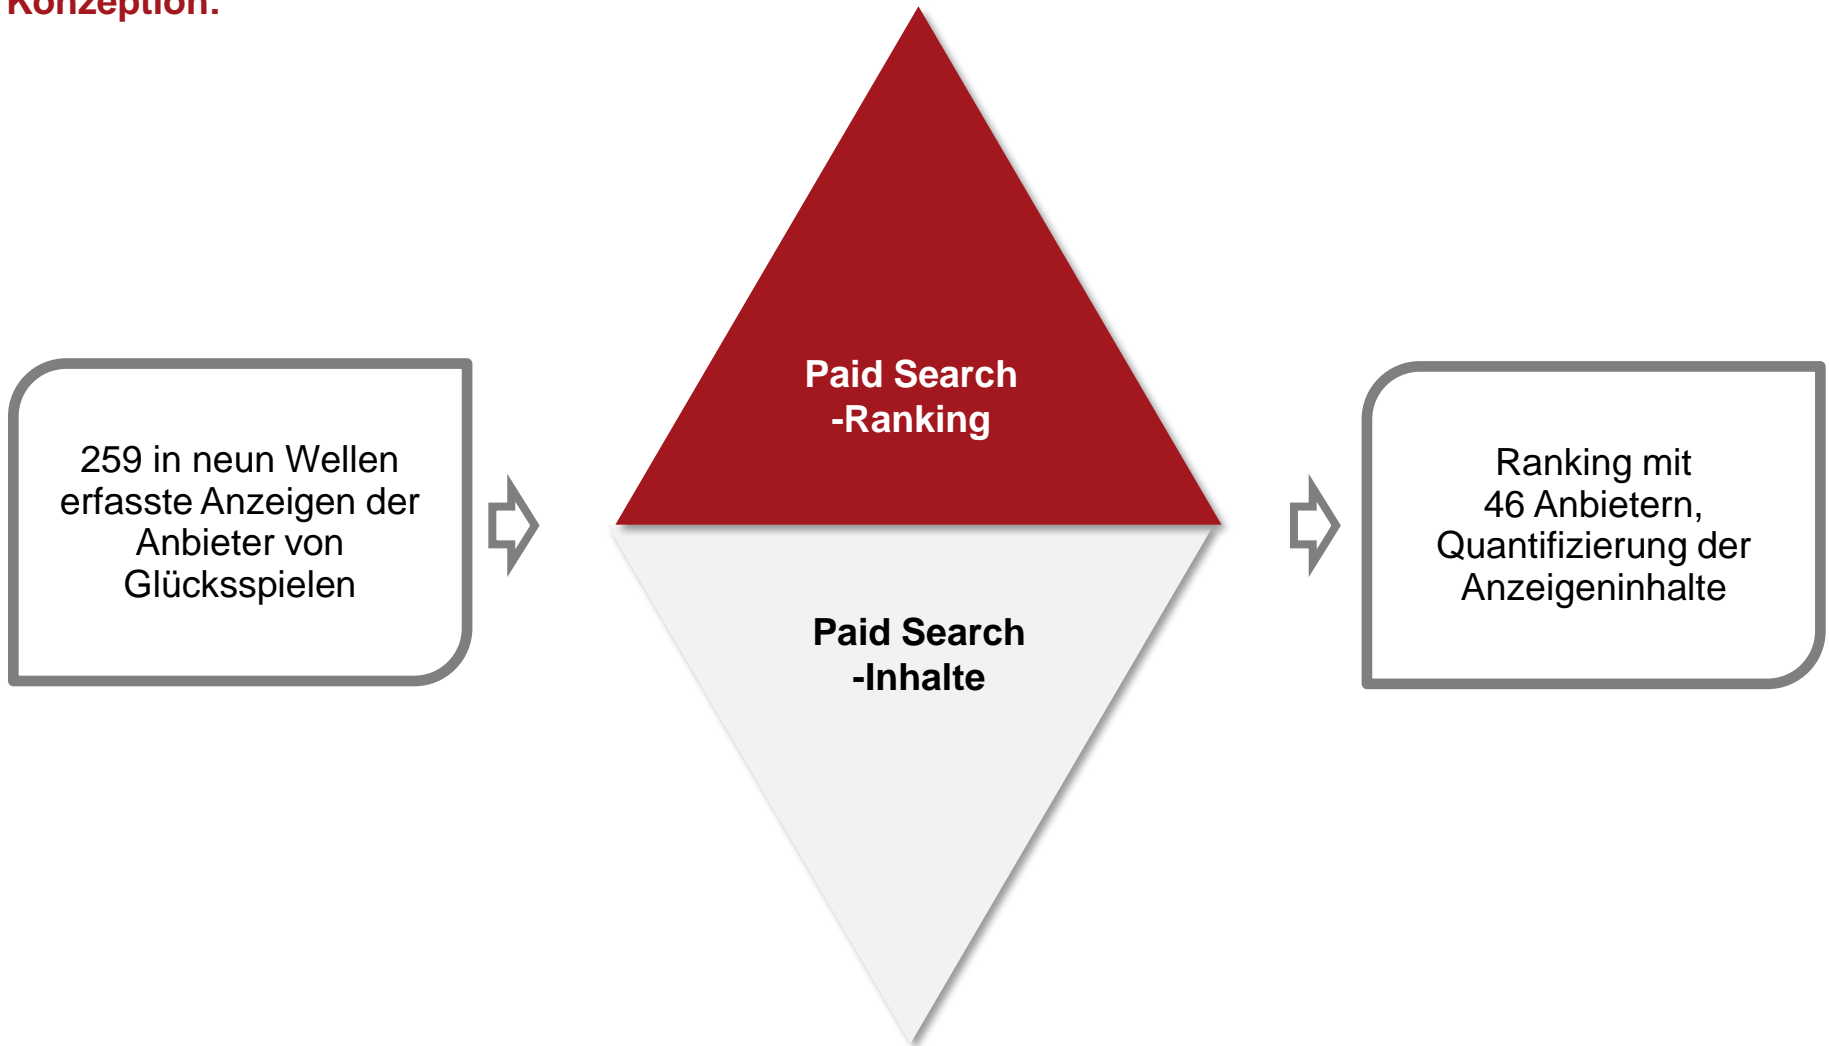 Konzeption:
259 in neun Wellen
erfasste Anzeigen der
Anbieter von
Glücksspielen
Paid Search
-Ranking
Paid Search
-Inhalte
Ranking mit
46 Anbietern,
Quantifizierung der
Anzeigeninhalte